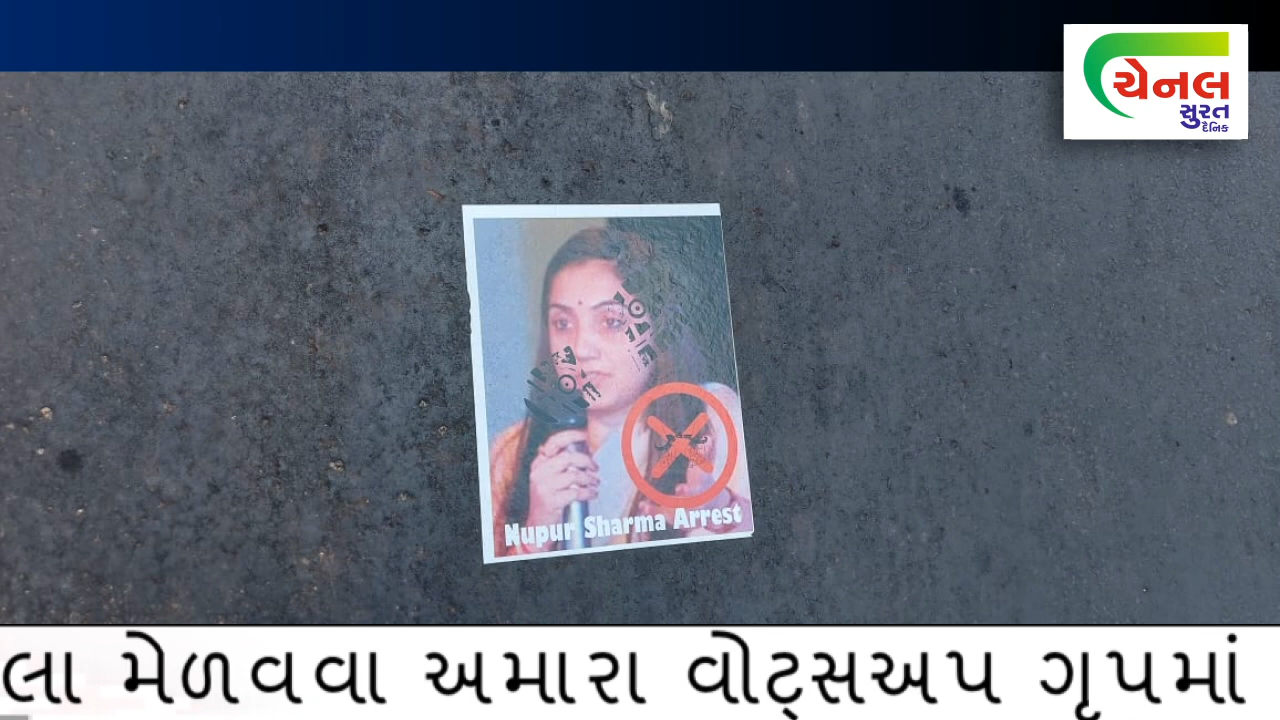 ચેનલ
સુરત
દૈનિક
Nupur Sharma Arrest
લા મેળવવા અમારા વોટ્સઅપ ગૃપમાં